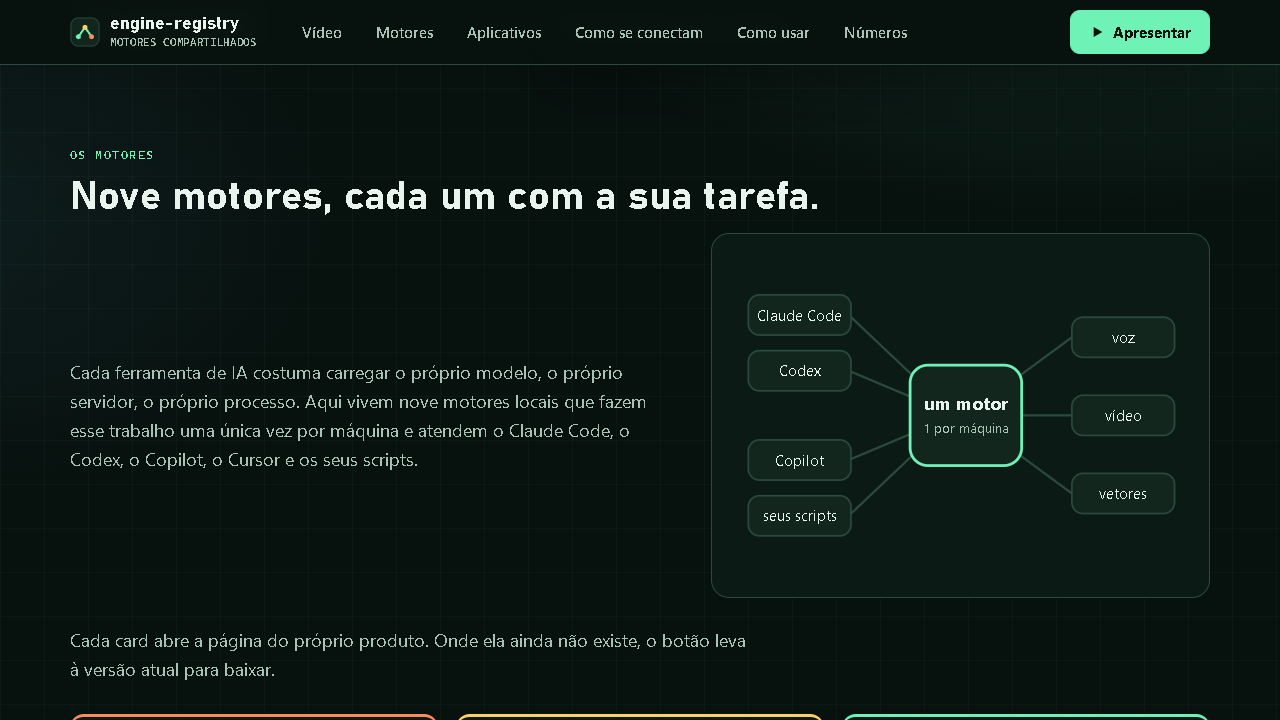 engine-registry
MOTORES COMPARTILHADOS
Vídeo
Motores
Aplicativos
Como se conectam
Como usar
Números
Apresentar
OS MOTORES
Nove motores, cada um com a sua tarefa.
Cada ferramenta de IA costuma carregar o próprio modelo, o próprio
servidor, o próprio processo. Aqui vivem nove motores locais que fazem
esse trabalho uma única vez por máquina e atendem o Claude Code, o
Codex, o Copilot, o Cursor e os seus scripts.
Claude Code
Codex
Copilot
seus scripts
um motor
1 por máquina
voz
vídeo
vetores
Cada card abre a página do próprio produto. Onde ela ainda não existe, o botão leva
à versão atual para baixar.